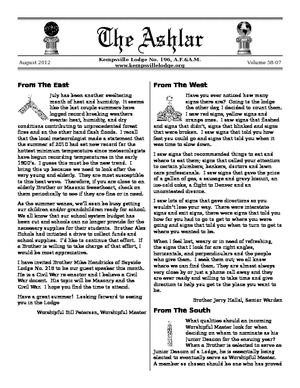 The Ashlar
Kempsville Lodge No. 196, A.F.&A.M.
www.kempsvillelodge.org
August 2012
Volume 38-07
From The East
July has been another sweltering
month of heat and humidity. It seems
like the last couple summers have
logged record breaking weather
events: heat, humidity, and dry
conditions contributing to unprecedented forest
fires and on the other hand flash floods. I recall
that the local meteorologist made a statement that
the summer of 2010 had set new record for the
hottest minimum temperature since meteorologists
have begun recording temperatures in the early
1900's. I guess this must be the new trend. I
bring this up because we need to look after the
very young and elderly. They are most susceptible
in this heat wave. Therefore, if you are close to an
elderly Brother or Masonic Sweetheart, check on
them periodically to see if they are fine or in need.
As the summer wanes, we'll soon be busy getting
our children and/or grandchildren ready for school.
We all know that our school system budget has
been cut and schools can no longer provide for the
necessary supplies for their students. Brother Alex
Eubank had initiated a drive to collect funds and
school supplies. I'd like to continue that effort. If
a Brother is willing to take charge of that effort, I
would be most appreciative.
I have invited Brother Mike Hendricks of Bayside
Lodge No. 218 to be our guest speaker this month.
He is a Civil War re-enactor and I believe a Civil
War docent. His topic will be Masonry and the
Civil War. I hope you find the time to attend.
Have a great summer! Looking forward to seeing
you in the Lodge
Worshipful Bill Peterson, Worshipful Master
From The West
Have you ever noticed how many
signs there are? Going to the lodge
the other day, I decided to count them.
I saw red signs, yellow signs and
orange ones. I saw signs that flashed
and signs that didn't, signs that blinked and signs
that were broken. I saw signs that told you how
fast you could go and signs that told you when it
was time to slow down.
I saw signs that recommended things to eat and
where to eat them; signs that called your attention
to certain plumbers, bankers, doctors and lawn
care professionals. I saw signs that gave the price
of a gallon of gas, a sausage and gravy biscuit, an
ice-cold coke, a flight to Denver and an
uncontested divorce.
I saw lots of signs that gave directions so you
wouldn't lose your way. There were interstate
signs and exit signs, there were signs that told you
how far you had to go to get to where you were
going and signs that told you when to turn to get to
where you wanted to be.
When I feel lost, weary or in need of refreshing,
the signs that I look for are right angles,
horizontals, and perpendiculars and the people
who give them. I seek them out; we all know
where we can find them. They are almost always
very close by or just a phone call away and they
are ever ready and willing to take time and give
direction to help you get to the place you want to
be.
Brother Jerry Hallal, Senior Warden
From The South
What qualities should an incoming
Worshipful Master look for when
deciding on whom to nominate as his
Junior Deacon for the ensuing year?
When a Brother is selected to serve as
Junior Deacon of a Lodge, he is essentially being
elected to eventually serve as Worshipful Master.
A member so chosen should be one who has proved